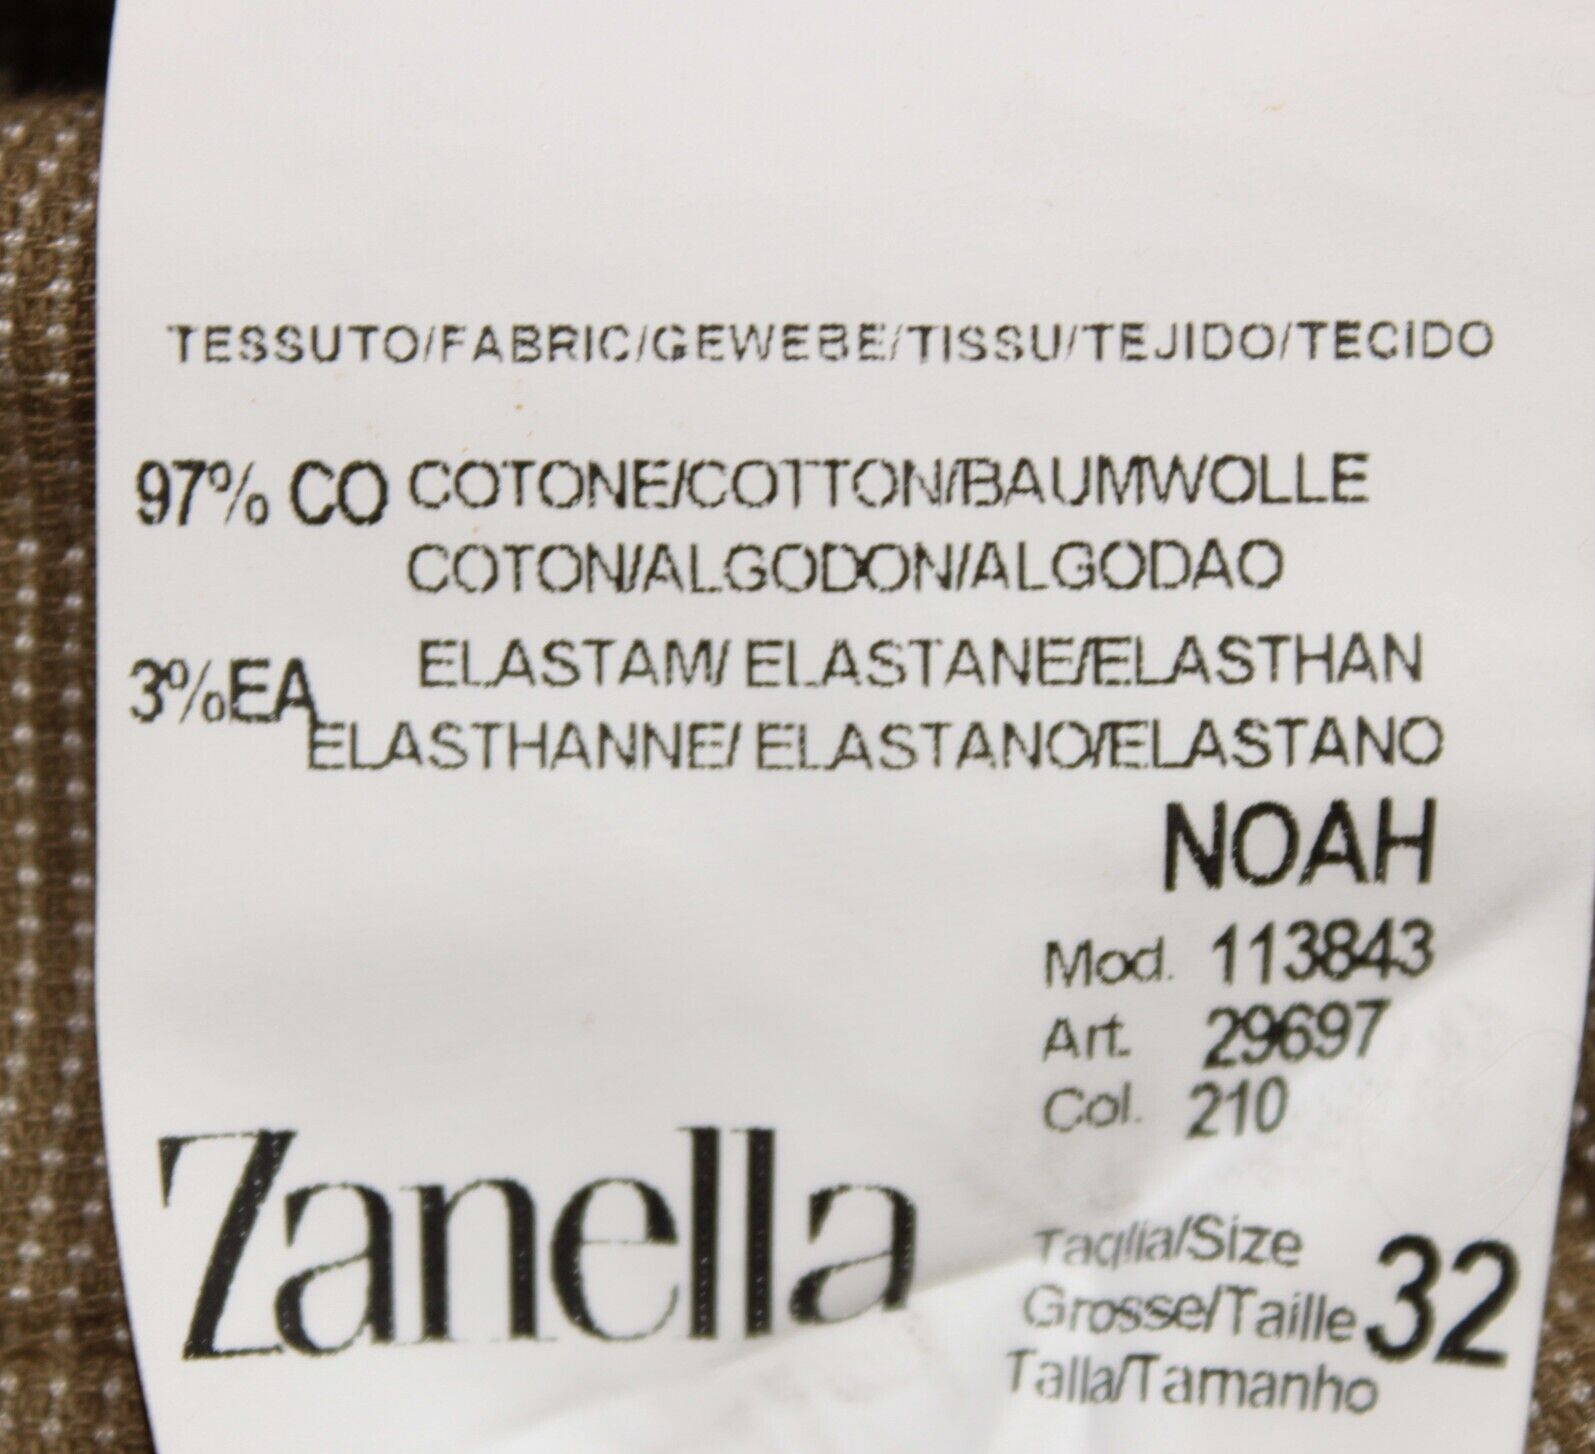 TESSUTO/FABRIC/GEWEBE/TISSU/TEJIDO/TECIDO
97% CO COTONE/COTTON/BAUMWOLLE
COTON/ALGODON/ALGODAO
3%EA ELASTAM/ ELASTANE/ELASTHAN
ELASTHANNE/ ELASTANO/ELASTANO
NOAH
Mod. 113843
Art. 29697
Col. 210
Zanella
Taglia/Size
Grosse/Taille 32
Talla/Tamanho